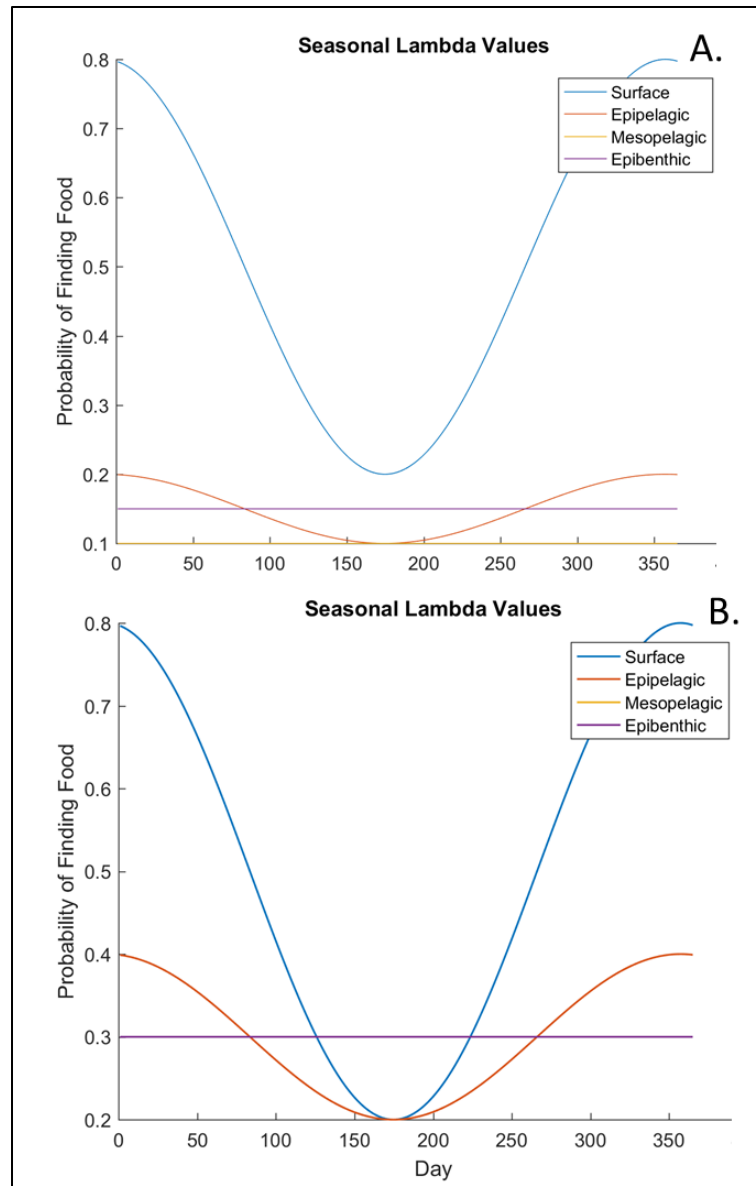 Seasonal Lambda Values
A.
Surface
Epipelagic
Mesopelagic
Epibenthic
Probability of Finding Food
0.8
0.7
0.6
0.5
0.4
0.3
0.2
0.1
0 50 100 150 200 250 300 350
Seasonal Lambda Values
B.
Surface
Epipelagic
Mesopelagic
Epibenthic
Probability of Finding Food
0.8
0.7
0.6
0.5
0.4
0.3
0.2
0 50 100 150 200 250 300 350
Day